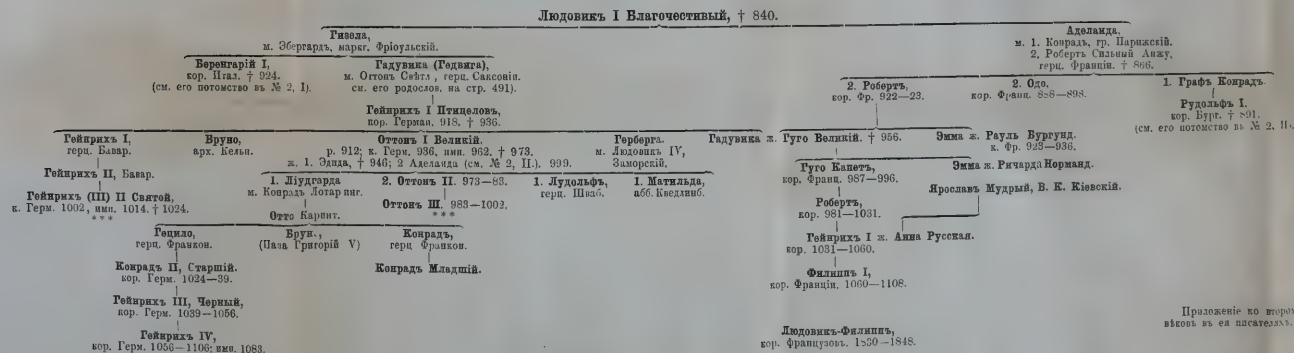 Людовикъ I Благочестивый, † 840.
Гизела,
м. Эбергардъ, маркг. Фріоульскій.
Аделаида.
м. 1. Конрадъ, гр. Парижскій.
2. Робертъ Сильный Анжу,
герц. Франціи. † 866.
Беренгарій I,
кор. Итал. † 924.
(см. его потомство въ № 2, I).
Гадувика (Гедвига),
м. Оттонъ Свѣтл., герц. Саксоніи.
см. его родослов. на стр. 491).
Гейнрихъ I Птицеловъ,
кор. Герман. 918. † 936.
2. Робертъ,
кор. Фр. 922—23.
2. Одо,
кор. Франц. 888—898.
1. Графъ Конрадъ.
Рудольфъ I.
кор. Бург. † 891.
(см. его потомство въ № 2, II.
Гейнрихъ I,
герц. Бавар.
Бруно,
арх. Кельн.
Оттонъ I Великій.
р. 912; к. Герм. 936, имп. 962. † 973.
ж. 1. Эдида, † 946; 2 Аделаида (см. № 2, II.). 999.
Герберга.
м. Людовикъ IV,
Заморскій.
Гадувика ж. Гуго Великій. † 956.
Эмма ж. Рауль Бургунд.
к. Фр. 923—936.
Гейнрихъ II, Бавар.
Гейнрихъ (III) II Святой,
к. Герм. 1002, имп. 1014. † 1024.
***
1. Ліудгарда
м. Конрадъ Лотаринг.
Отто Каринт.
2. Оттонъ II. 973—83.
Оттонъ III. 983—1002.
***
1. Лудольфъ,
герц. Шваб.
1. Матильда,
абб. Кведлинб.
Гуго Капетъ,
кор. Франц. 987—996.
Эмма ж. Ричарда Норманд.
Робертъ,
кор. 981—1031.
Ярославъ Мудрый, В. К. Кіевскій.
Гейнрихъ I ж. Анна Русская.
кор. 1031—1060.
Филиппъ I,
кор. Франціи, 1060—1108.
Гецило,
герц. Франкон.
Брун.,
(Папа Григорій V)
Конрадъ,
герц Франкон.
Конрадъ II, Старшій.
кор. Герм. 1024—39.
Конрадъ Младшій.
Гейнрихъ III, Черный,
кор. Герм. 1039—1056.
Гейнрихъ IV,
кор. Герм. 1056—1106; имп. 1083.
Людовикъ-Филиппъ,
кор. Французовъ. 1830—1848.
Приложеніе ко второ
вѣковъ въ ея писателяхъ.